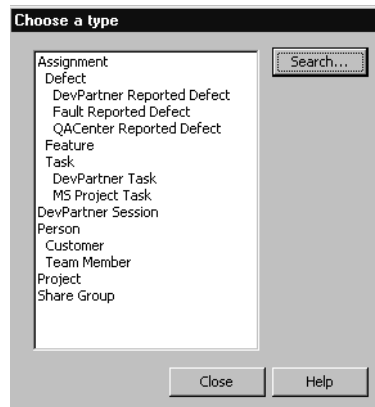 Choose a type
Assignment
Search...
Defect
DevPartner Reported Defect
Fault Reported Defect
QACenter Reported Defect
Feature
Task
DevPartner Task
MS Project Task
DevPartner Session
Person
Customer
Team Member
Project
Share Group
Close
Help